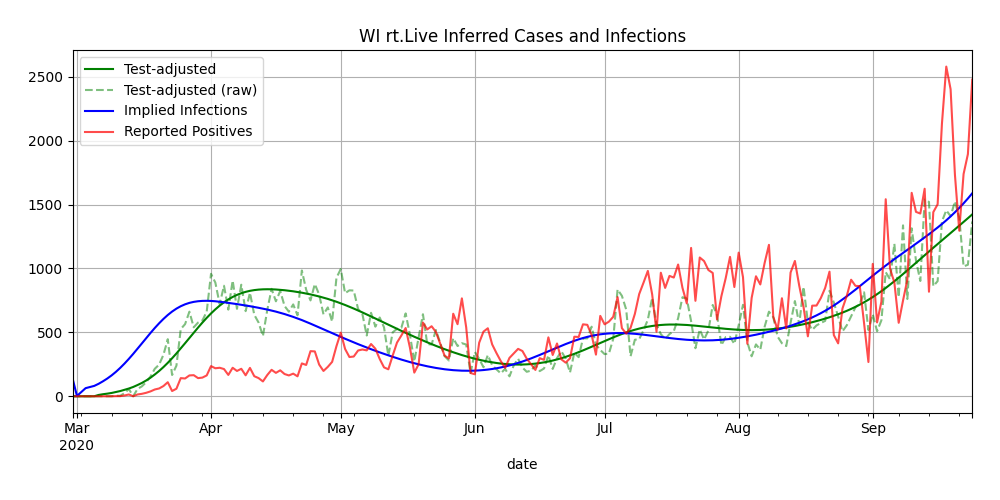 WI rt.Live Inferred Cases and Infections
Test-adjusted
Test-adjusted (raw)
Implied Infections
Reported Positives
2500
2000
1500
1000
500
0
Mar Apr May Jun Jul Aug Sep
2020
date